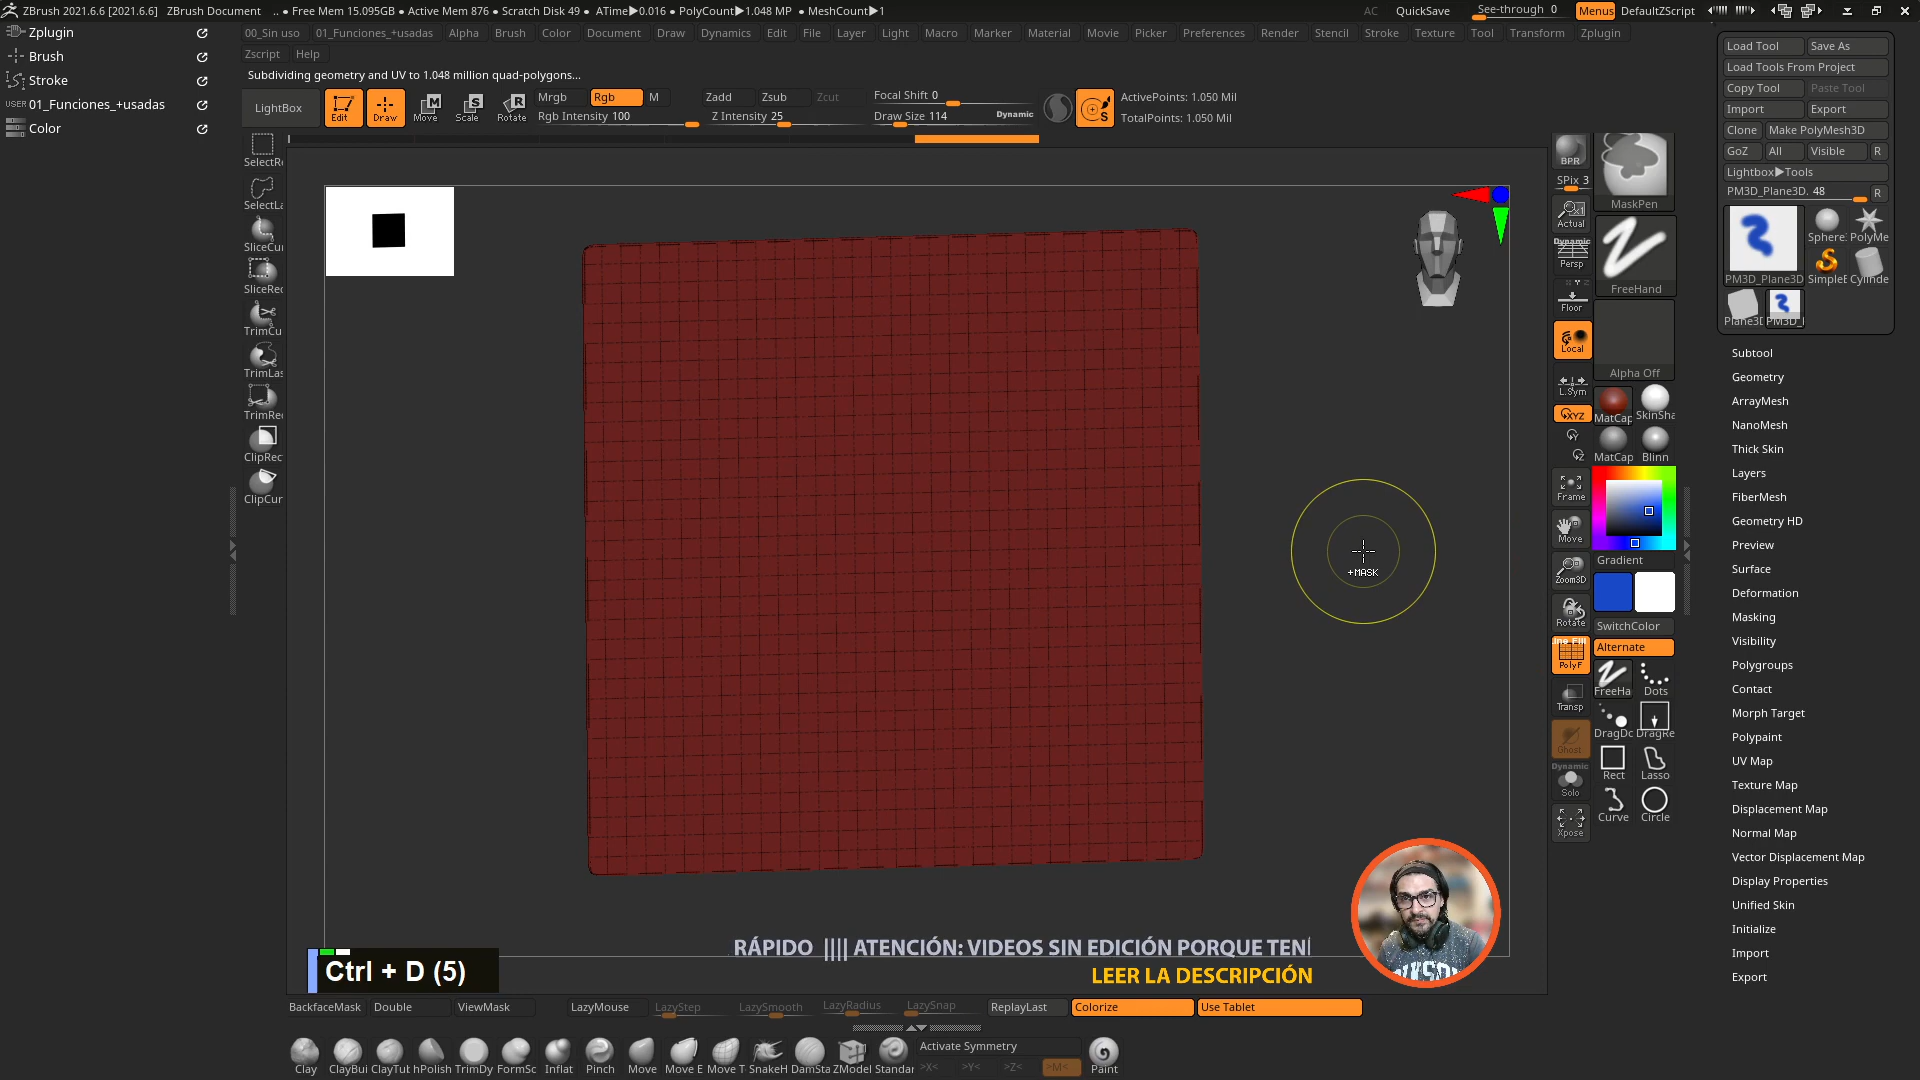 ZBrush 2021.6.6 [2021.6.6] ZBrush Document .. • Free Mem 15.095GB • Active Mem 876 • Scratch Disk 49 • ATime▶0.016 • PolyCount▶1.048 MP • MeshCount▶1 AC QuickSave See-through 0 Menus DefaultZScript
Zplugin
Brush
Stroke
USER 01_Funciones_+usadas
Color
00_Sin uso 01_Funciones_+usadas Alpha Brush Color Document Draw Dynamics Edit File Layer Light Macro Marker Material Movie Picker Preferences Render Stencil Stroke Texture Tool Transform Zplugin
Zscript Help
Subdividing geometry and UV to 1.048 million quad-polygons...
LightBox Edit Draw Move Scale Rotate
Mrgb Rgb M Zadd Zsub Zcut
Rgb Intensity 100 Z Intensity 25
Focal Shift 0
Draw Size 114 Dynamic
ActivePoints: 1.050 Mil
TotalPoints: 1.050 Mil
SelectRe
SelectLa
SliceCur
SliceRec
TrimCu
TrimLas
TrimRec
ClipRec
ClipCur
+MASK
BPR
SPix 3
Actual
Dynamic
Persp
Floor
Local
L.Sym
XYZ
Frame
Move
Zoom3D
Rotate
Line Fill
PolyF
Transp
Ghost
Dynamic
Solo
Xpose
MaskPen
FreeHand
Alpha Off
MatCap SkinSha
MatCap Blinn
Gradient
SwitchColor
Alternate
FreeHa Dots
DragDo DragRe
Rect Lasso
Curve Circle
Load Tool Save As
Load Tools From Project
Copy Tool Paste Tool
Import Export
Clone Make PolyMesh3D
GoZ All Visible R
Lightbox▶Tools
PM3D_Plane3D. 48 R
PM3D_Plane3D Sphere PolyMe
SimpleB Cylinde
Plane3D PM3D_I
Subtool
Geometry
ArrayMesh
NanoMesh
Thick Skin
Layers
FiberMesh
Geometry HD
Preview
Surface
Deformation
Masking
Visibility
Polygroups
Contact
Morph Target
Polypaint
UV Map
Texture Map
Displacement Map
Normal Map
Vector Displacement Map
Display Properties
Unified Skin
Initialize
Import
Export
RÁPIDO |||| ATENCIÓN: VIDEOS SIN EDICIÓN PORQUE TENÍ
LEER LA DESCRIPCIÓN
Ctrl + D (5)
BackfaceMask Double ViewMask LazyMouse LazyStep LazySmooth LazyRadius LazySnap ReplayLast Colorize Use Tablet
Clay ClayBui ClayTub hPolish TrimDy FormSo Inflat Pinch Move Move E Move T SnakeH DamSta ZModel Standar
Activate Symmetry
>X< >Y< >Z< >M<
Paint